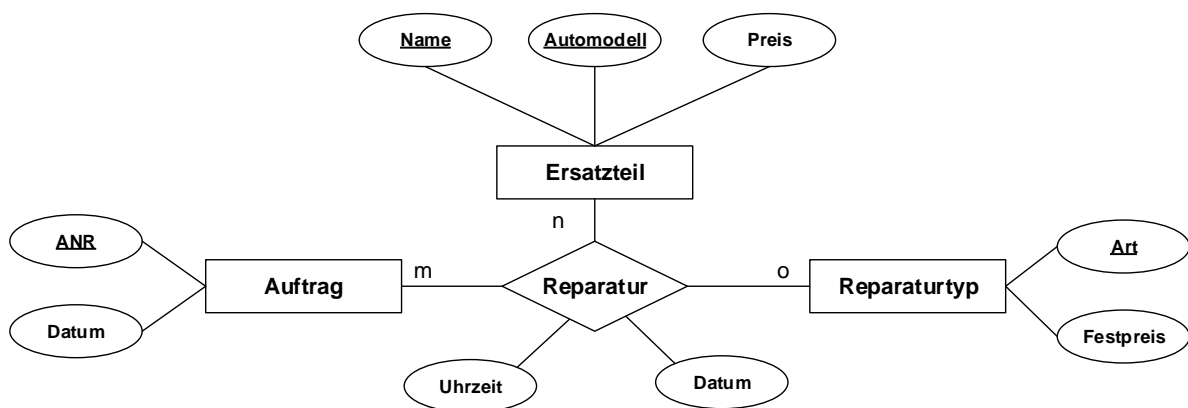 Name
Automodell
Preis
Ersatzteil
n
ANR
Auftrag
m
Reparatur
o
Reparaturtyp
Art
Datum
Festpreis
Uhrzeit
Datum